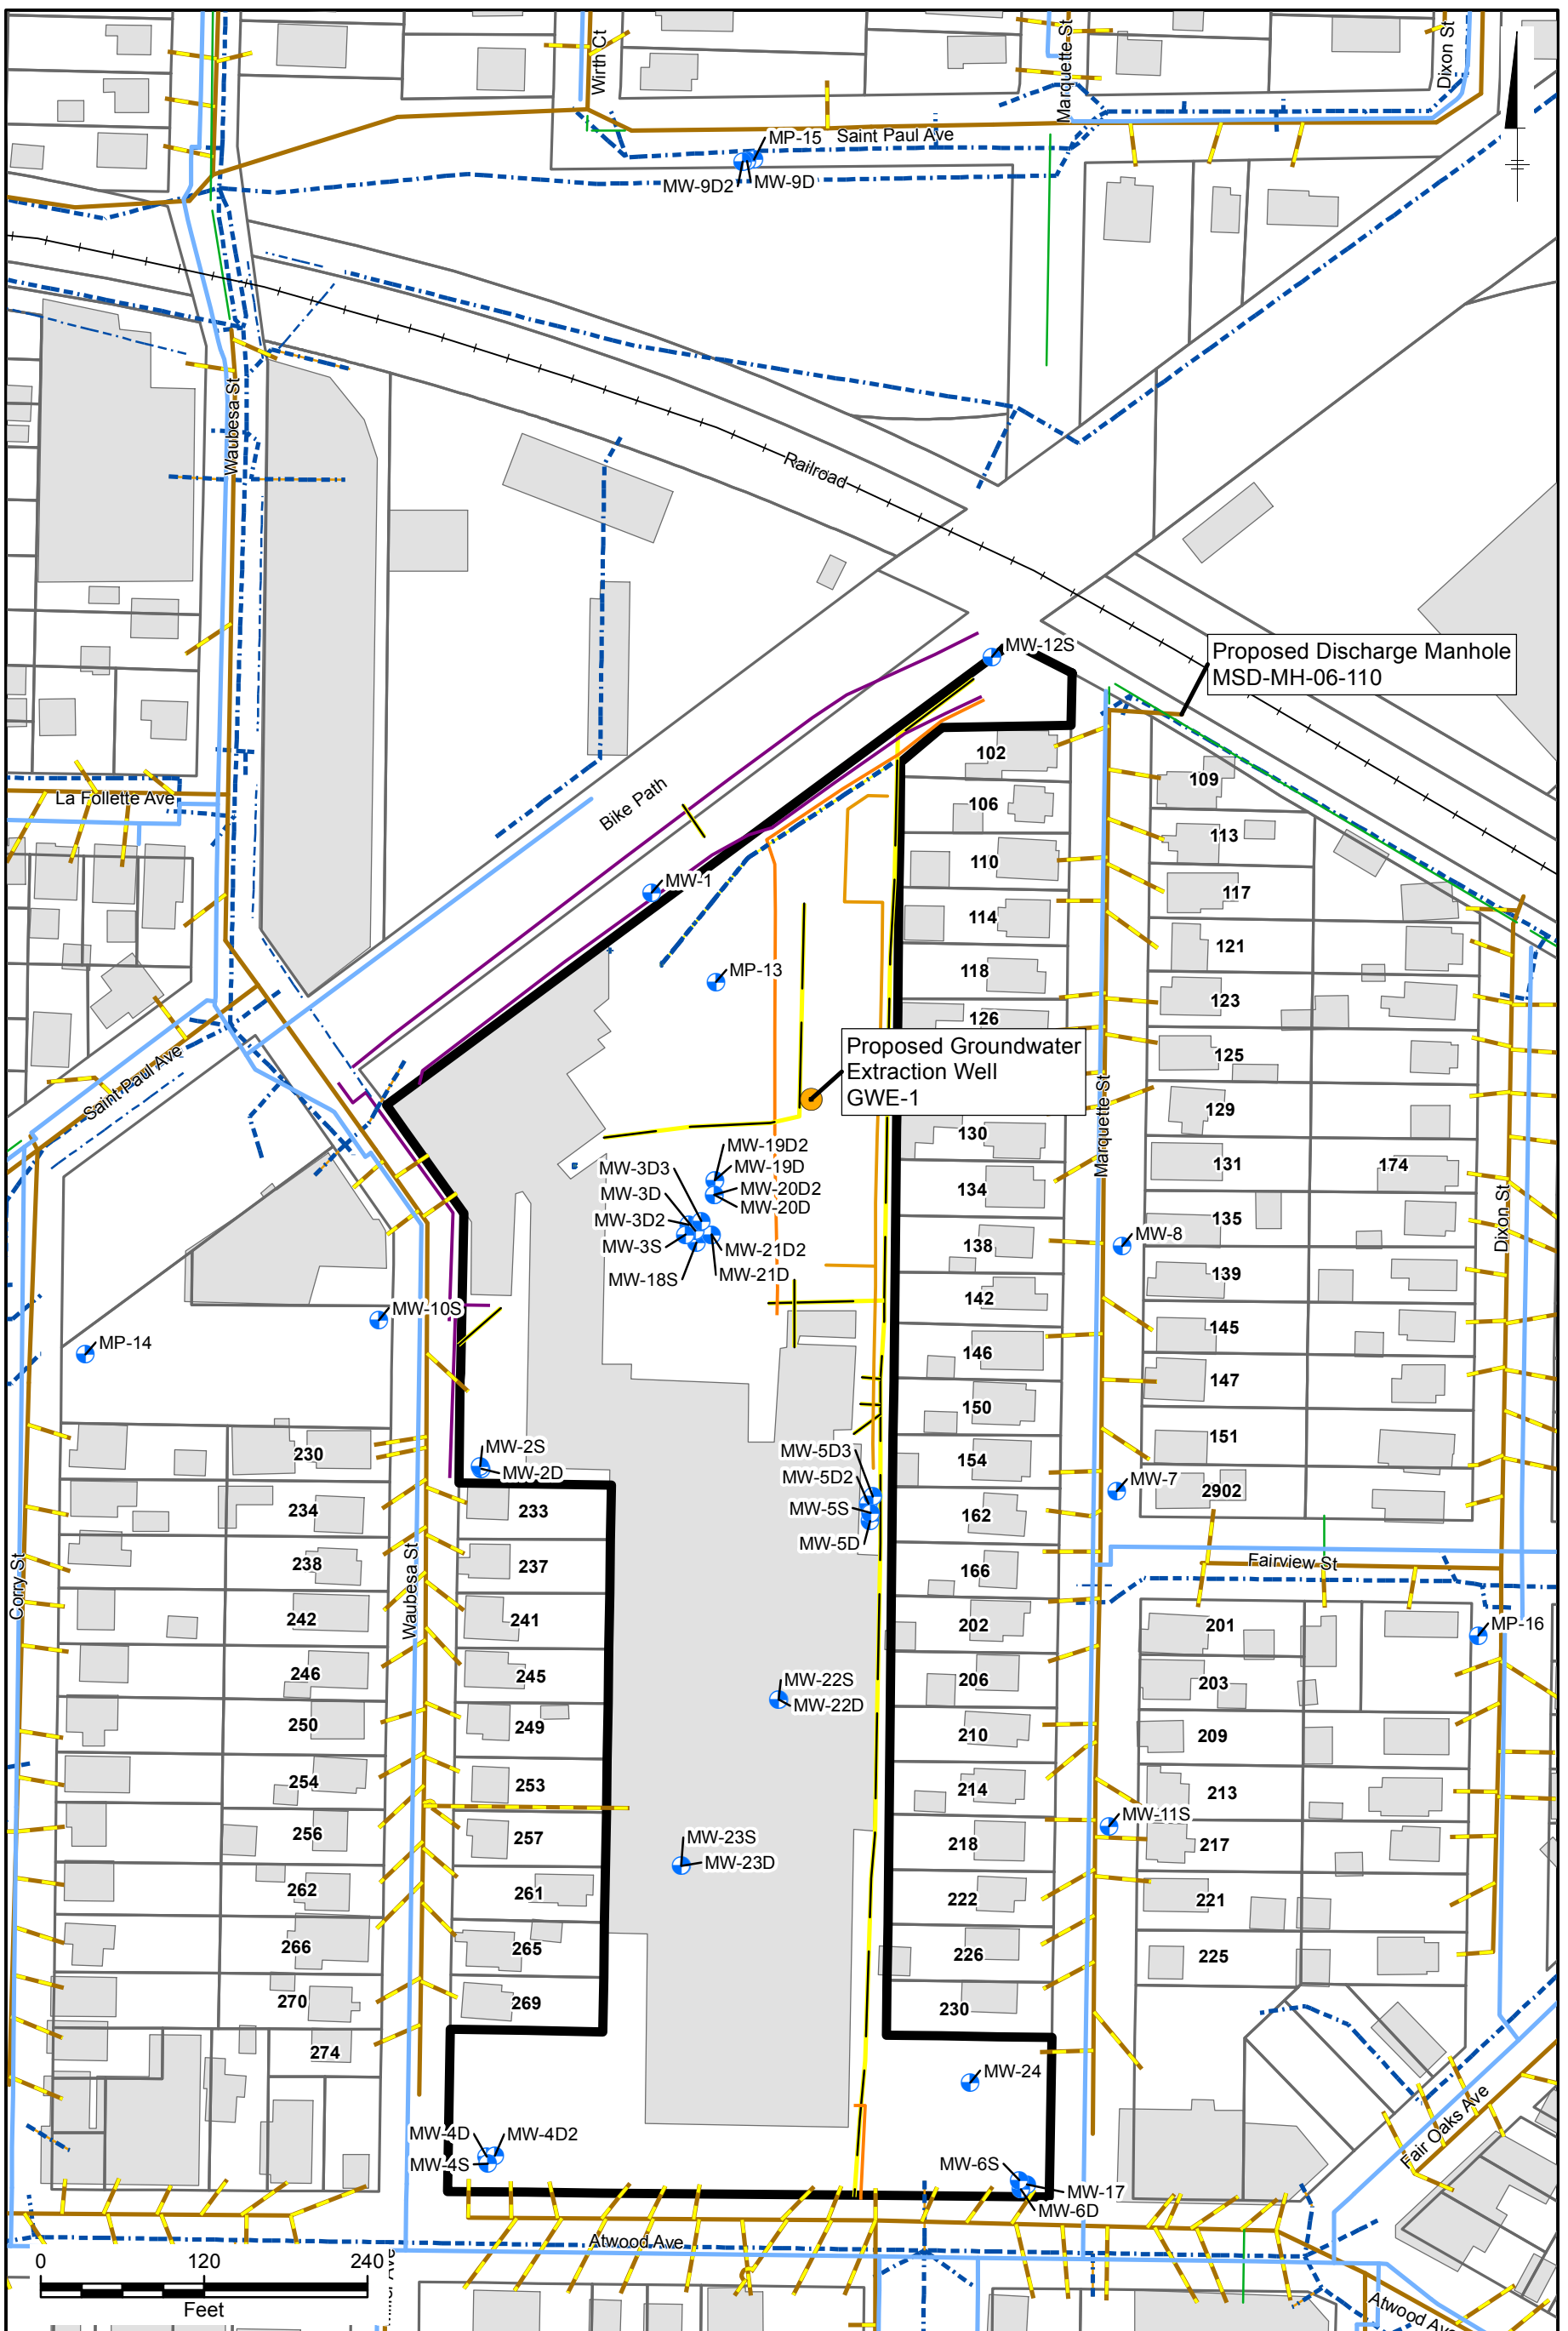 Wirth Ct
Marquette St
Dixon St
MP-15
Saint Paul Ave
MW-9D2
MW-9D
Waubesa St
Railroad
MW-12S
Proposed Discharge Manhole
MSD-MH-06-110
La Follette Ave
Bike Path
102
109
106
113
110
117
MW-1
114
121
118
MP-13
123
126
Proposed Groundwater
Extraction Well
GWE-1
125
Saint Paul Ave
129
Marquette St
130
MW-19D2
MW-3D3
MW-19D
131
174
MW-3D
MW-20D2
134
MW-20D
MW-3D2
135
Dixon St
MW-3S
MW-21D2
138
MW-8
MW-18S
MW-21D
139
142
MW-10S
145
MP-14
146
147
150
151
230
MW-2S
MW-2D
MW-5D3
154
MW-5D2
MW-7
2902
234
233
MW-5S
162
MW-5D
Fairview St
238
237
166
Corry St
Waubesa St
242
241
202
201
MP-16
246
245
MW-22S
206
203
MW-22D
250
249
210
209
254
253
214
213
MW-11S
256
257
MW-23S
218
217
MW-23D
262
261
222
221
266
265
226
225
270
269
230
274
MW-24
Fair Oaks Ave
MW-4D
MW-4D2
MW-4S
MW-6S
MW-17
MW-6D
Atwood Ave
0 120 240
Feet
Atwood Ave